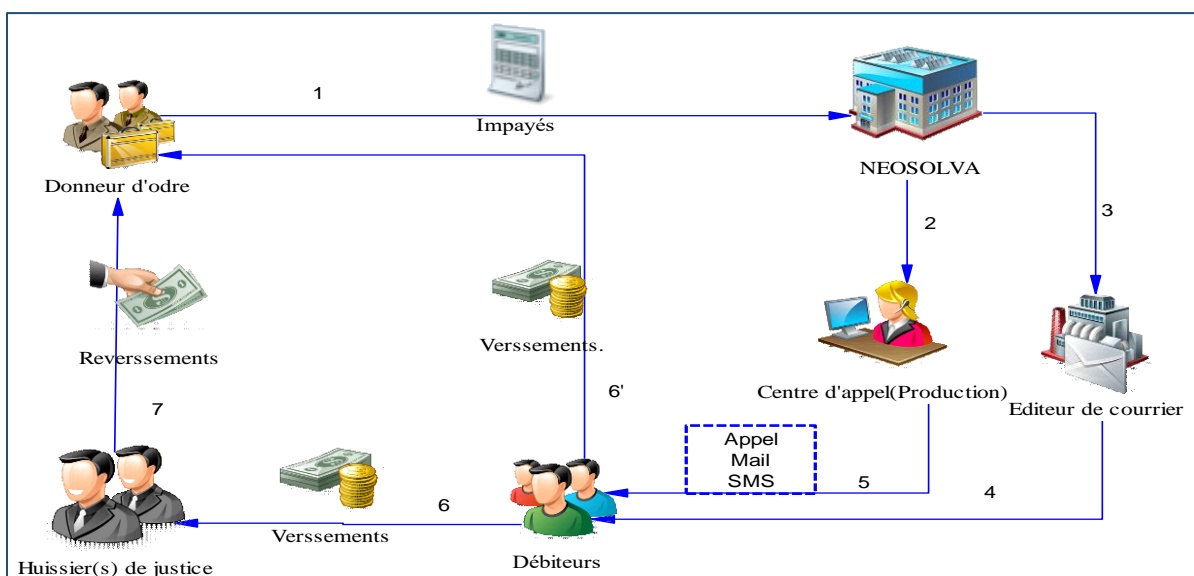 1
Impayés
Donneur d'odre
NEOSOLVA
2
3
Reverssements
Verssements.
Centre d'appel(Production)
Editeur de courrier
7
6'
Appel
Mail
SMS
5
4
6
Verssements
Débiteurs
Huissier(s) de justice